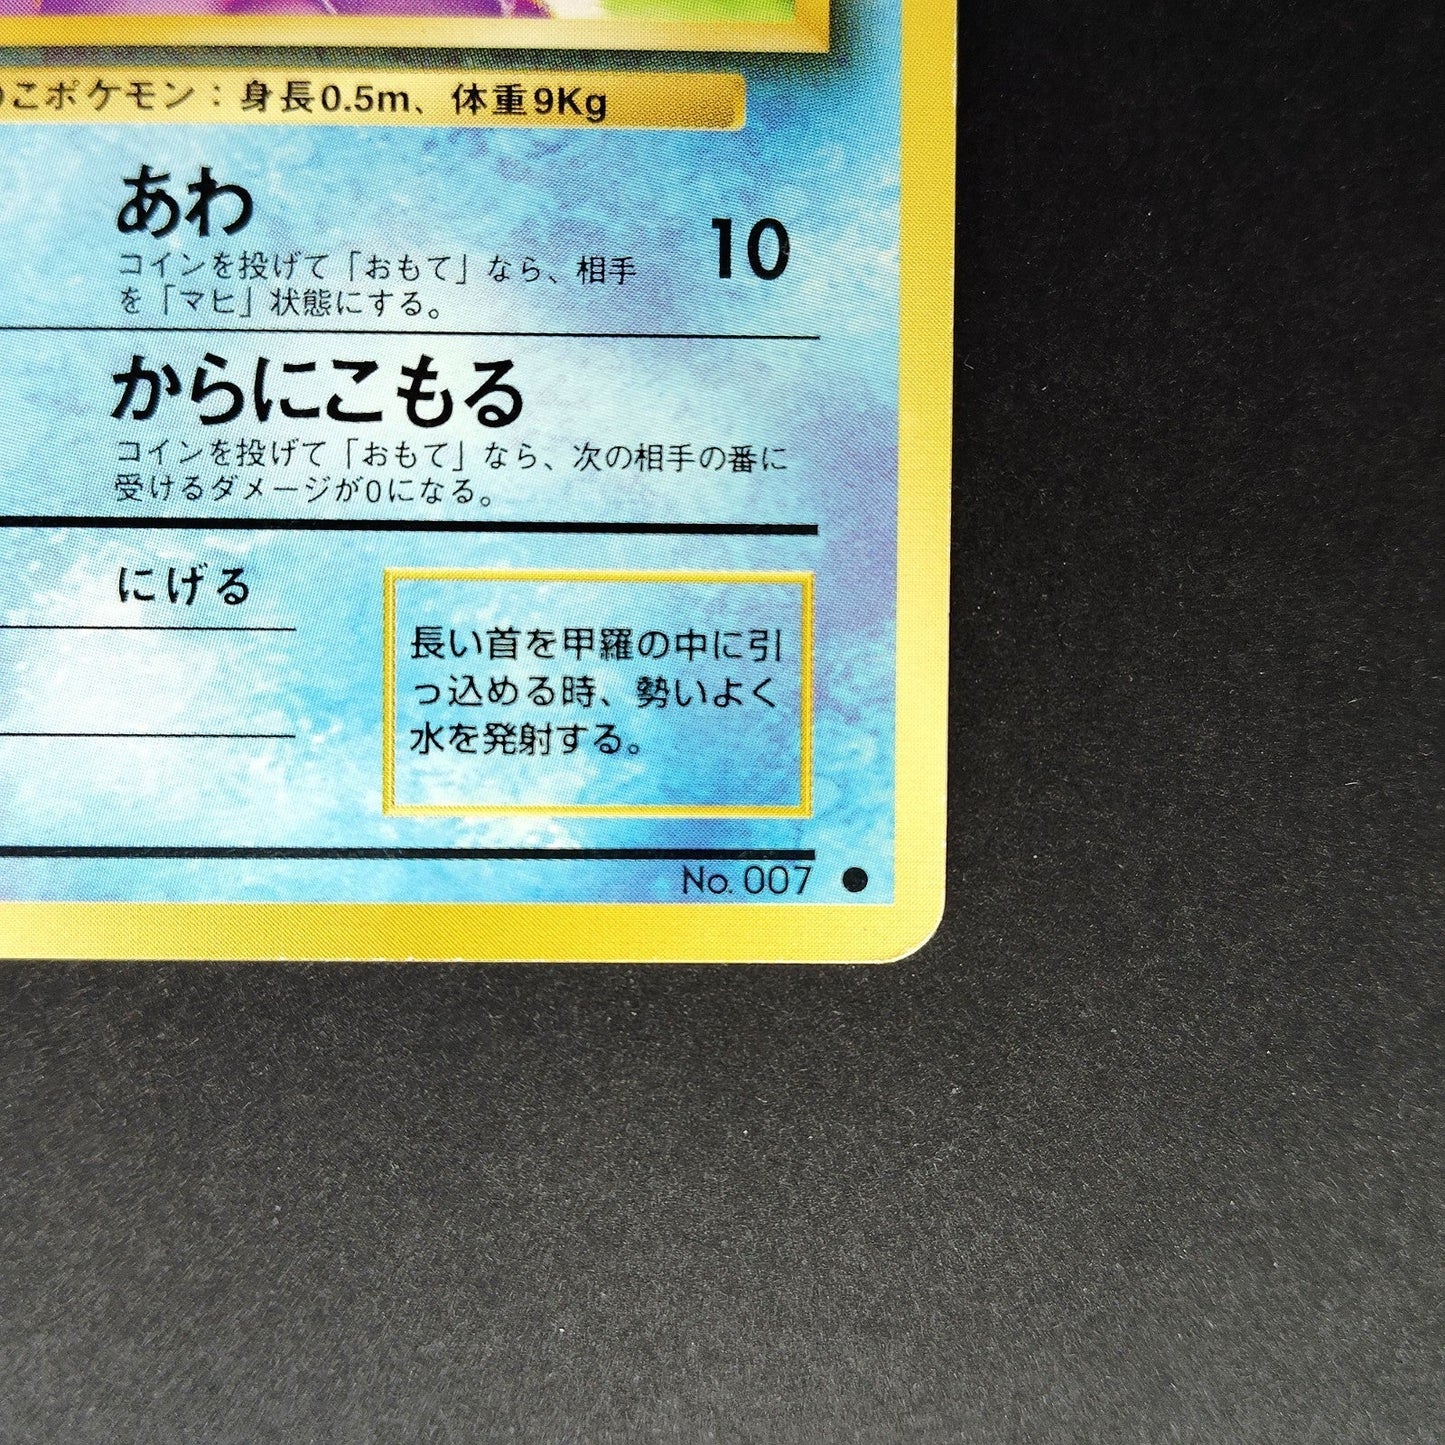 のこポケモン：身長0.5m、体重9Kg
あわ
10
コインを投げて「おもて」なら、相手
を「マヒ」状態にする。
からにこもる
コインを投げて「おもて」なら、次の相手の番に
受けるダメージが0になる。
にげる
長い首を甲羅の中に引
っ込める時、勢いよく
水を発射する。
No. 007 ●